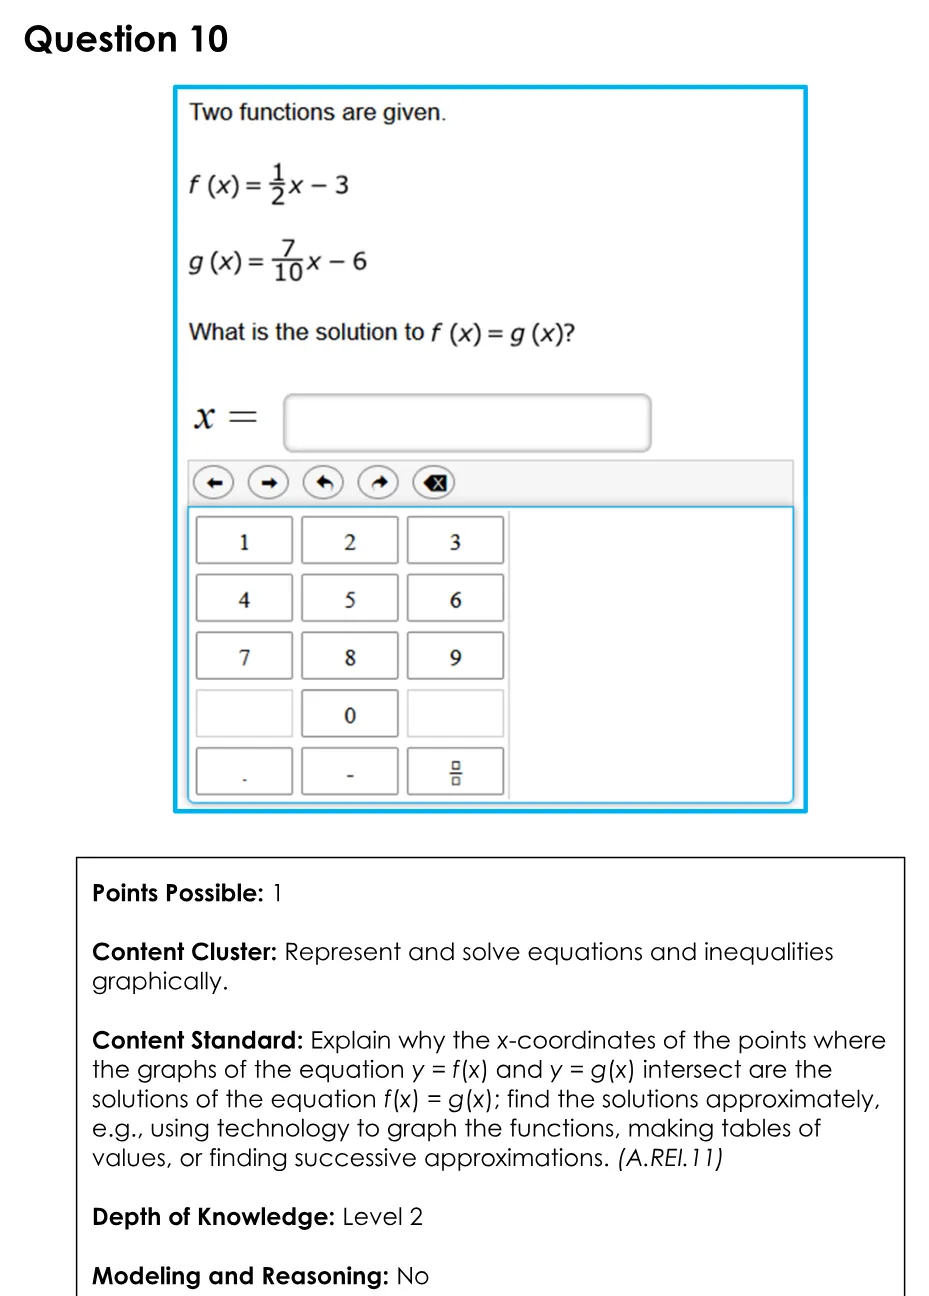 Question 10
Two functions are given.
f (x) = 1/2 x − 3
g (x) = 7/10 x − 6
What is the solution to f (x) = g (x)?
x =
1 2 3
4 5 6
7 8 9
0
. -
Points Possible: 1
Content Cluster: Represent and solve equations and inequalities
graphically.
Content Standard: Explain why the x-coordinates of the points where
the graphs of the equation y = f(x) and y = g(x) intersect are the
solutions of the equation f(x) = g(x); find the solutions approximately,
e.g., using technology to graph the functions, making tables of
values, or finding successive approximations. (A.REI.11)
Depth of Knowledge: Level 2
Modeling and Reasoning: No